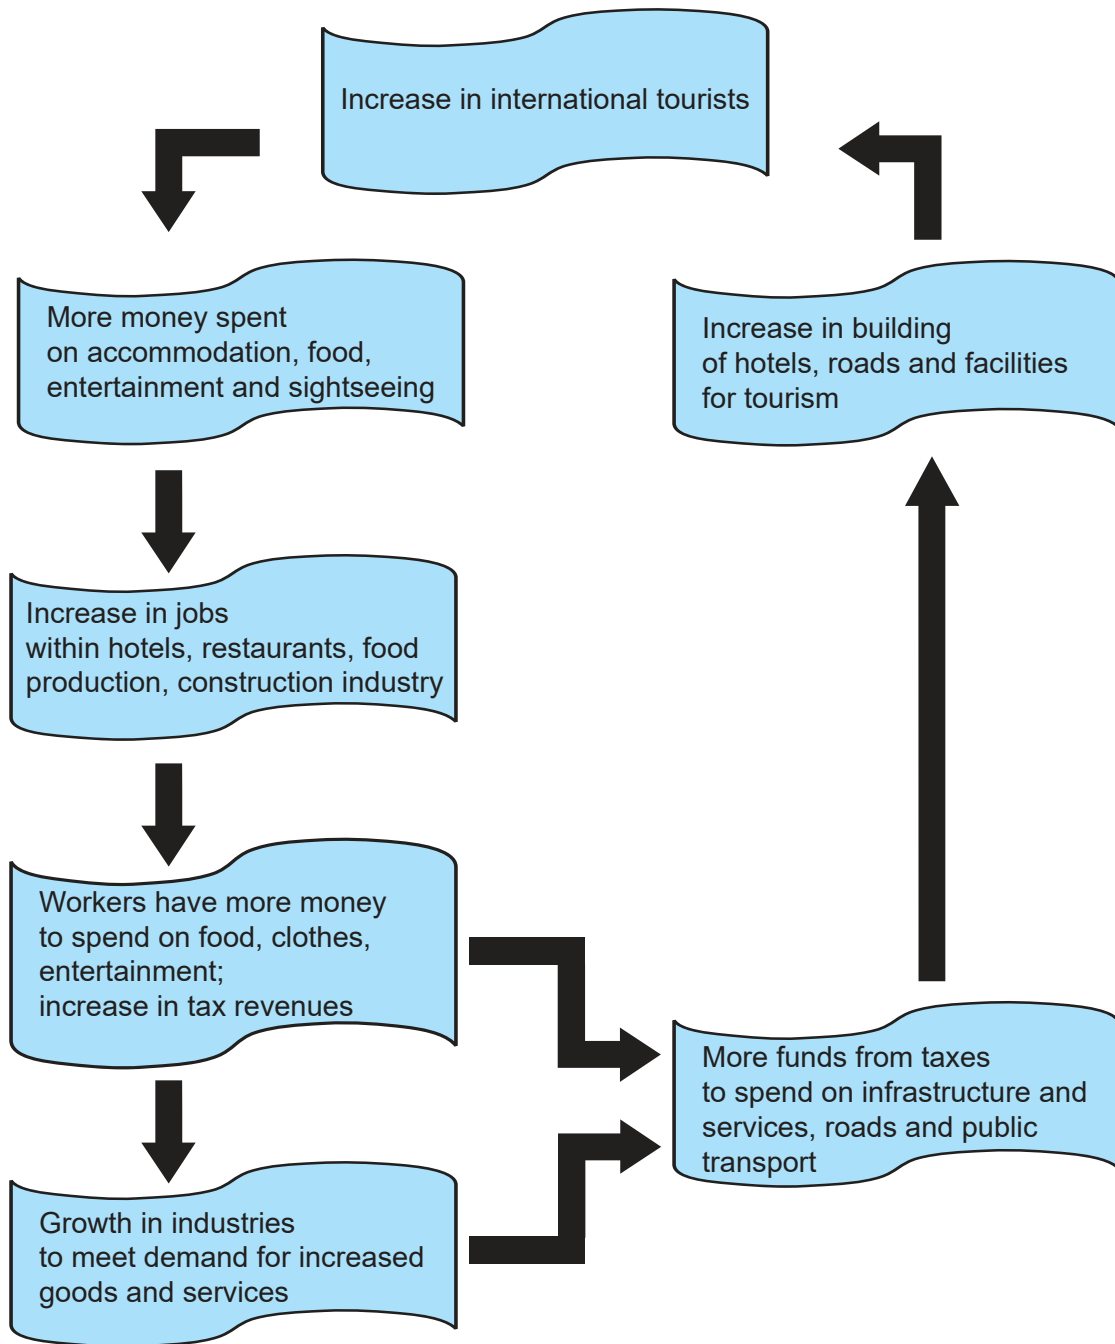 Increase in international tourists
More money spent
on accommodation, food,
entertainment and sightseeing
Increase in building
of hotels, roads and facilities
for tourism
Increase in jobs
within hotels, restaurants, food
production, construction industry
Workers have more money
to spend on food, clothes,
entertainment;
increase in tax revenues
More funds from taxes
to spend on infrastructure and
services, roads and public
transport
Growth in industries
to meet demand for increased
goods and services